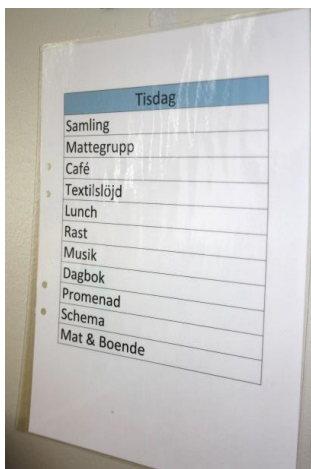 Tisdag
Samling
Mattegrupp
Café
Textilslöjd
Lunch
Rast
Musik
Dagbok
Promenad
Schema
Mat & Boende